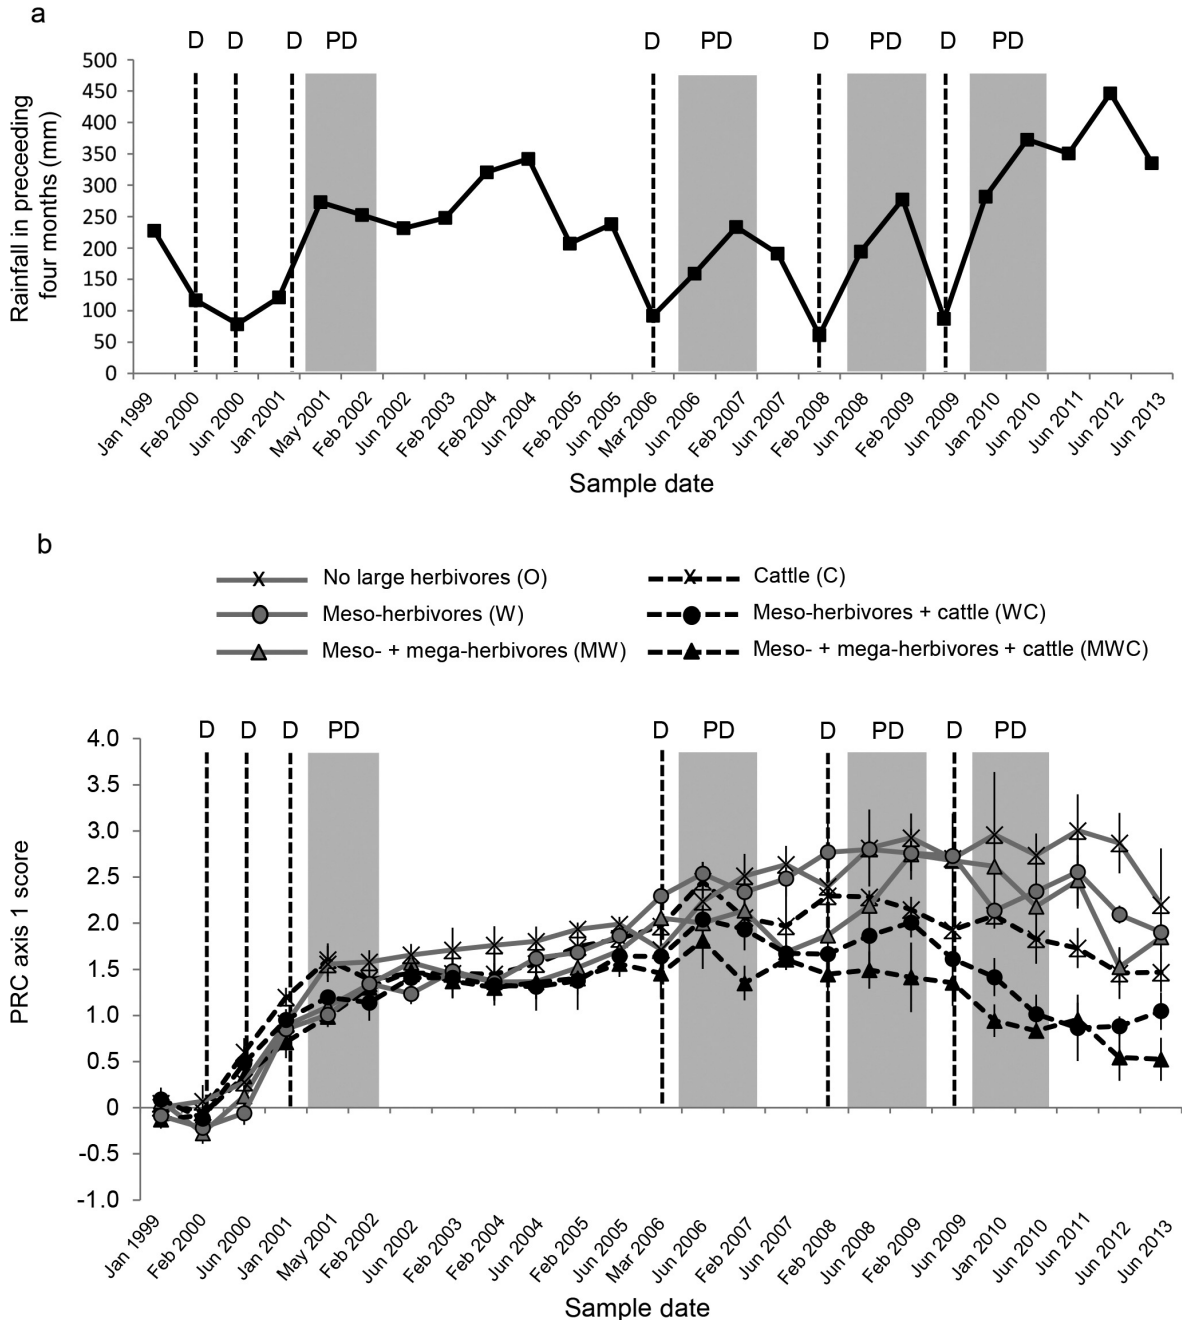 a
D D D PD D PD D PD D PD
500
450
400
350
300
250
200
150
100
50
0
Rainfall in preceeding
four months (mm)
Jan 1999 Feb 2000 Jun 2000 Jan 2001 May 2001 Feb 2002 Jun 2002 Feb 2003 Feb 2004 Jun 2004 Feb 2005 Jun 2005 Mar 2006 Jun 2006 Feb 2007 Jun 2007 Feb 2008 Jun 2008 Feb 2009 Jun 2009 Jan 2010 Jun 2010 Jun 2011 Jun 2012 Jun 2013
Sample date
b
No large herbivores (O) Cattle (C)
Meso-herbivores (W) Meso-herbivores + cattle (WC)
Meso- + mega-herbivores (MW) Meso- + mega-herbivores + cattle (MWC)
D D D PD D PD D PD D PD
4.0
3.5
3.0
2.5
2.0
1.5
1.0
0.5
0
-0.5
-1.0
PRC axis 1 score
Jan 1999 Feb 2000 Jun 2000 Jan 2001 May 2001 Feb 2002 Jun 2002 Feb 2003 Feb 2004 Jun 2004 Feb 2005 Jun 2005 Mar 2006 Jun 2006 Feb 2007 Jun 2007 Feb 2008 Jun 2008 Feb 2009 Jun 2009 Jan 2010 Jun 2010 Jun 2011 Jun 2012 Jun 2013
Sample date